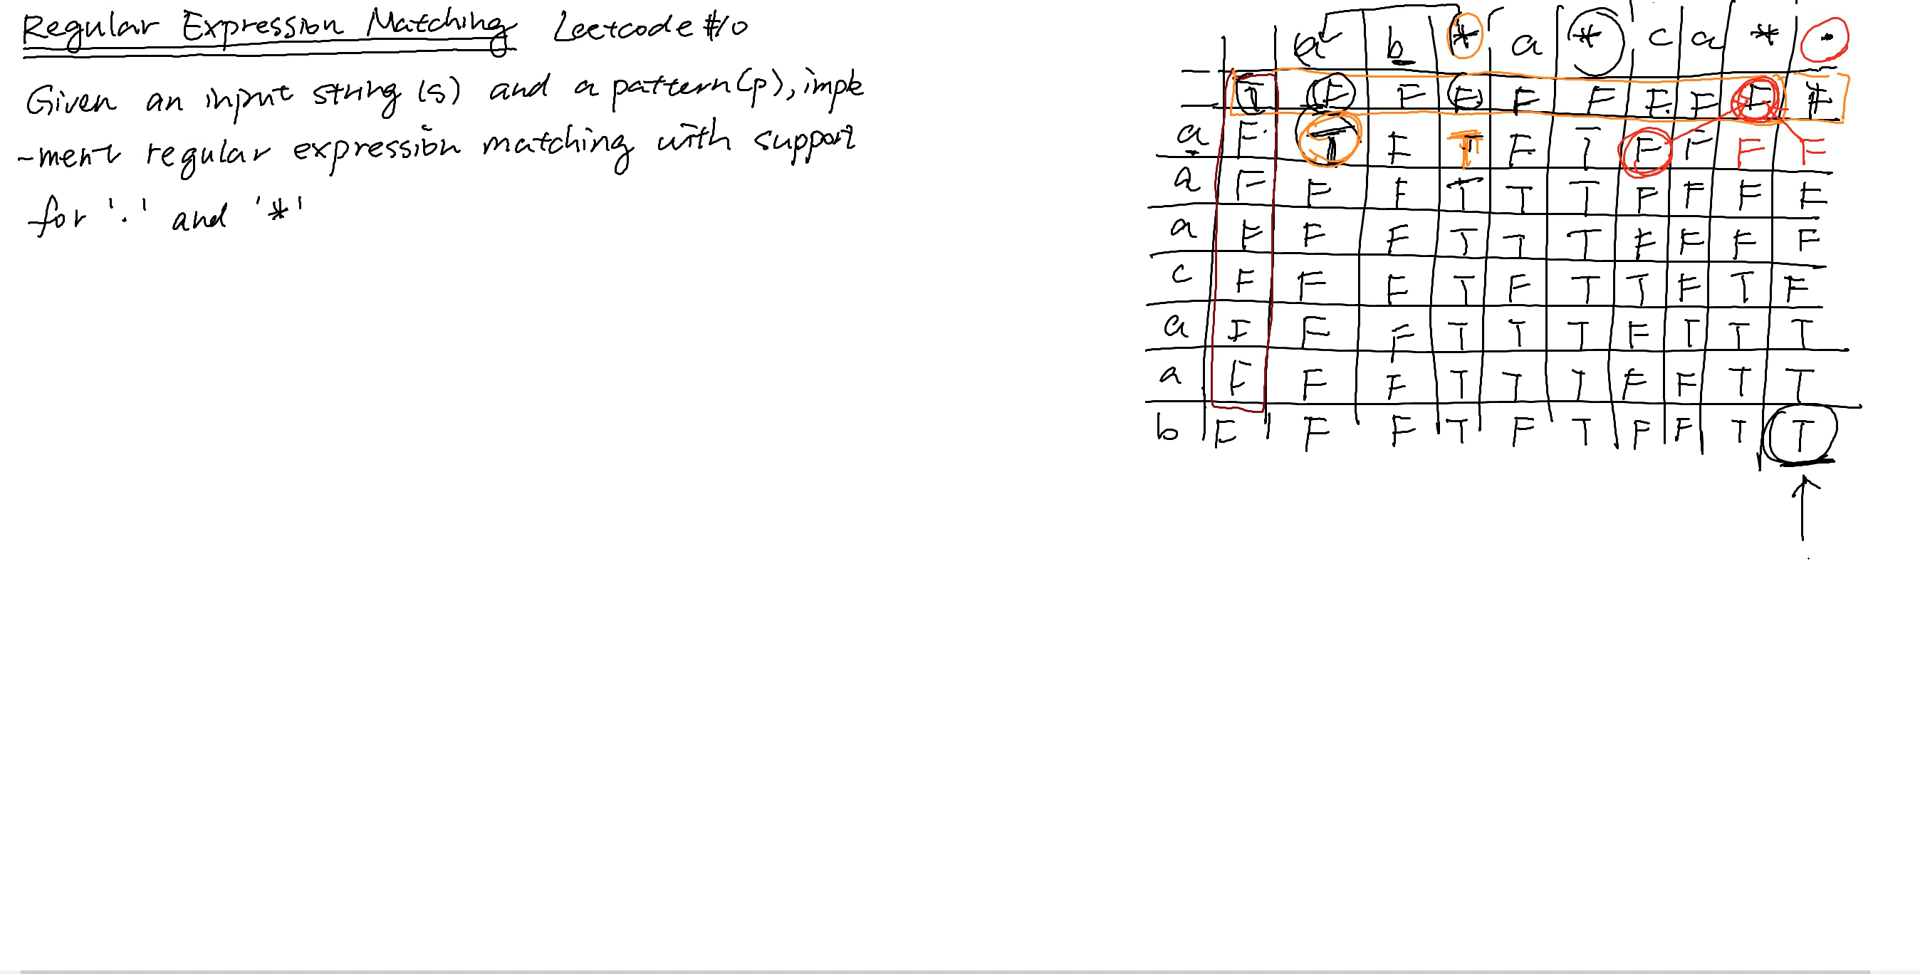 Regular Expression Matching Leetcode #10
Given an input string (s) and a pattern (p), imple
-ment regular expression matching with support
for '.' and '*'
a b * a * c a * .
T F F F F F F F F F
a F T F T F T F F F F
a F F F T T T F F F F
a F F F T T T F F F F
c F F F T F T T F T F
a F F F T T T F T T T
a F F F T T T F F T T
b F F F T F T F F T T